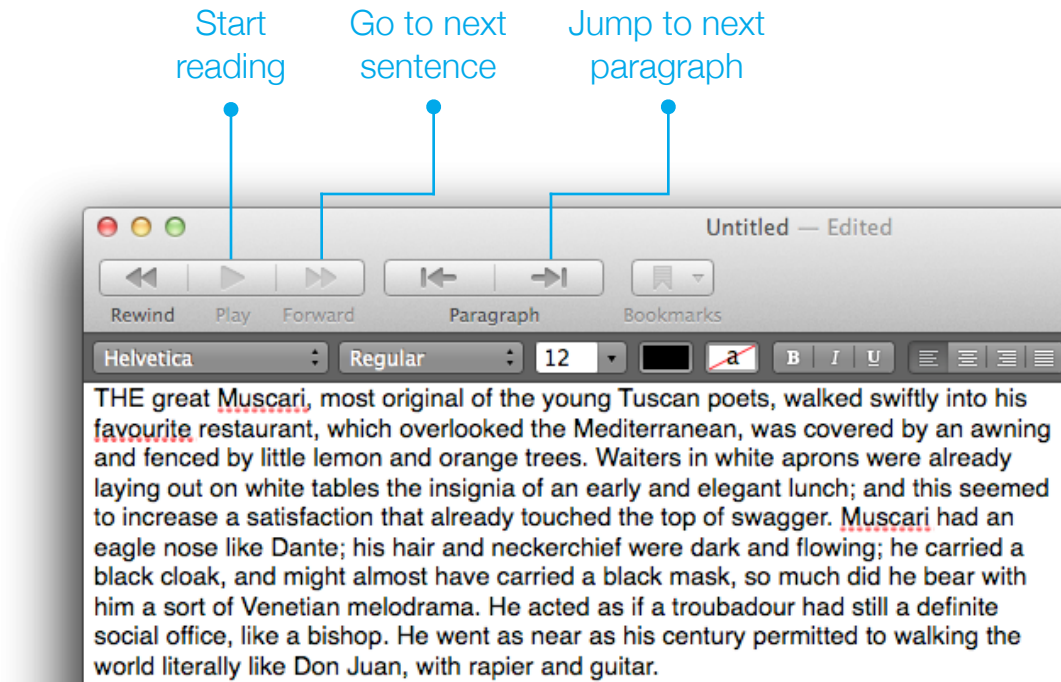 Start reading
Go to next sentence
Jump to next paragraph
Untitled — Edited
Rewind Play Forward Paragraph Bookmarks
Helvetica Regular 12 a B I U
THE great Muscari, most original of the young Tuscan poets, walked swiftly into his
favourite restaurant, which overlooked the Mediterranean, was covered by an awning
and fenced by little lemon and orange trees. Waiters in white aprons were already
laying out on white tables the insignia of an early and elegant lunch; and this seemed
to increase a satisfaction that already touched the top of swagger. Muscari had an
eagle nose like Dante; his hair and neckerchief were dark and flowing; he carried a
black cloak, and might almost have carried a black mask, so much did he bear with
him a sort of Venetian melodrama. He acted as if a troubadour had still a definite
social office, like a bishop. He went as near as his century permitted to walking the
world literally like Don Juan, with rapier and guitar.